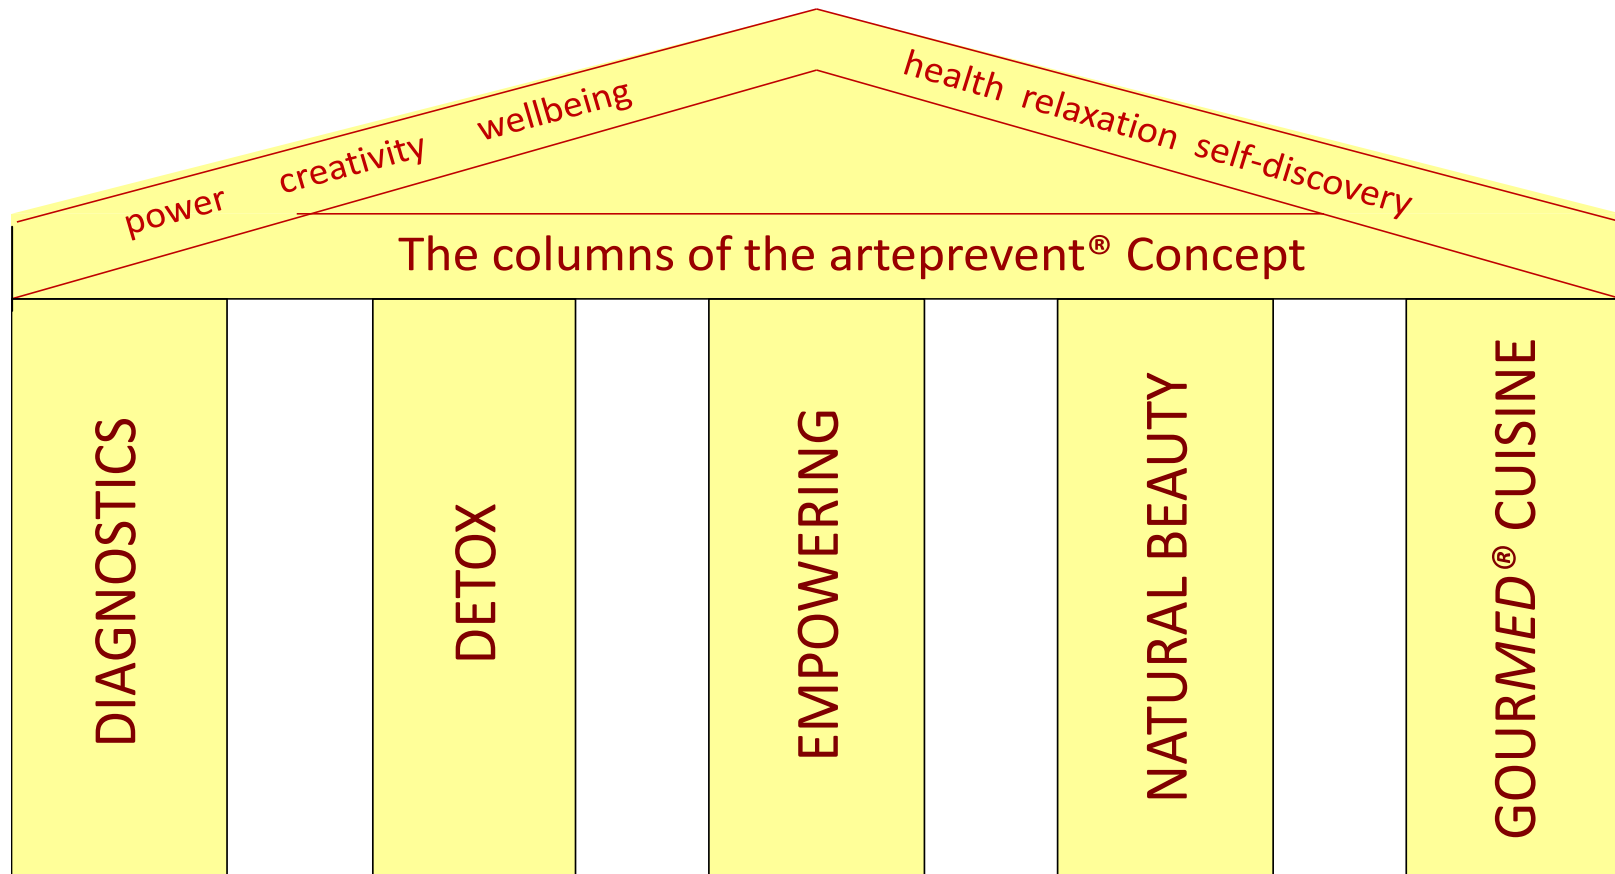 power creativity wellbeing
health relaxation self-discovery
The columns of the arteprevent® Concept
DIAGNOSTICS
DETOX
EMPOWERING
NATURAL BEAUTY
GOURMED® CUISINE